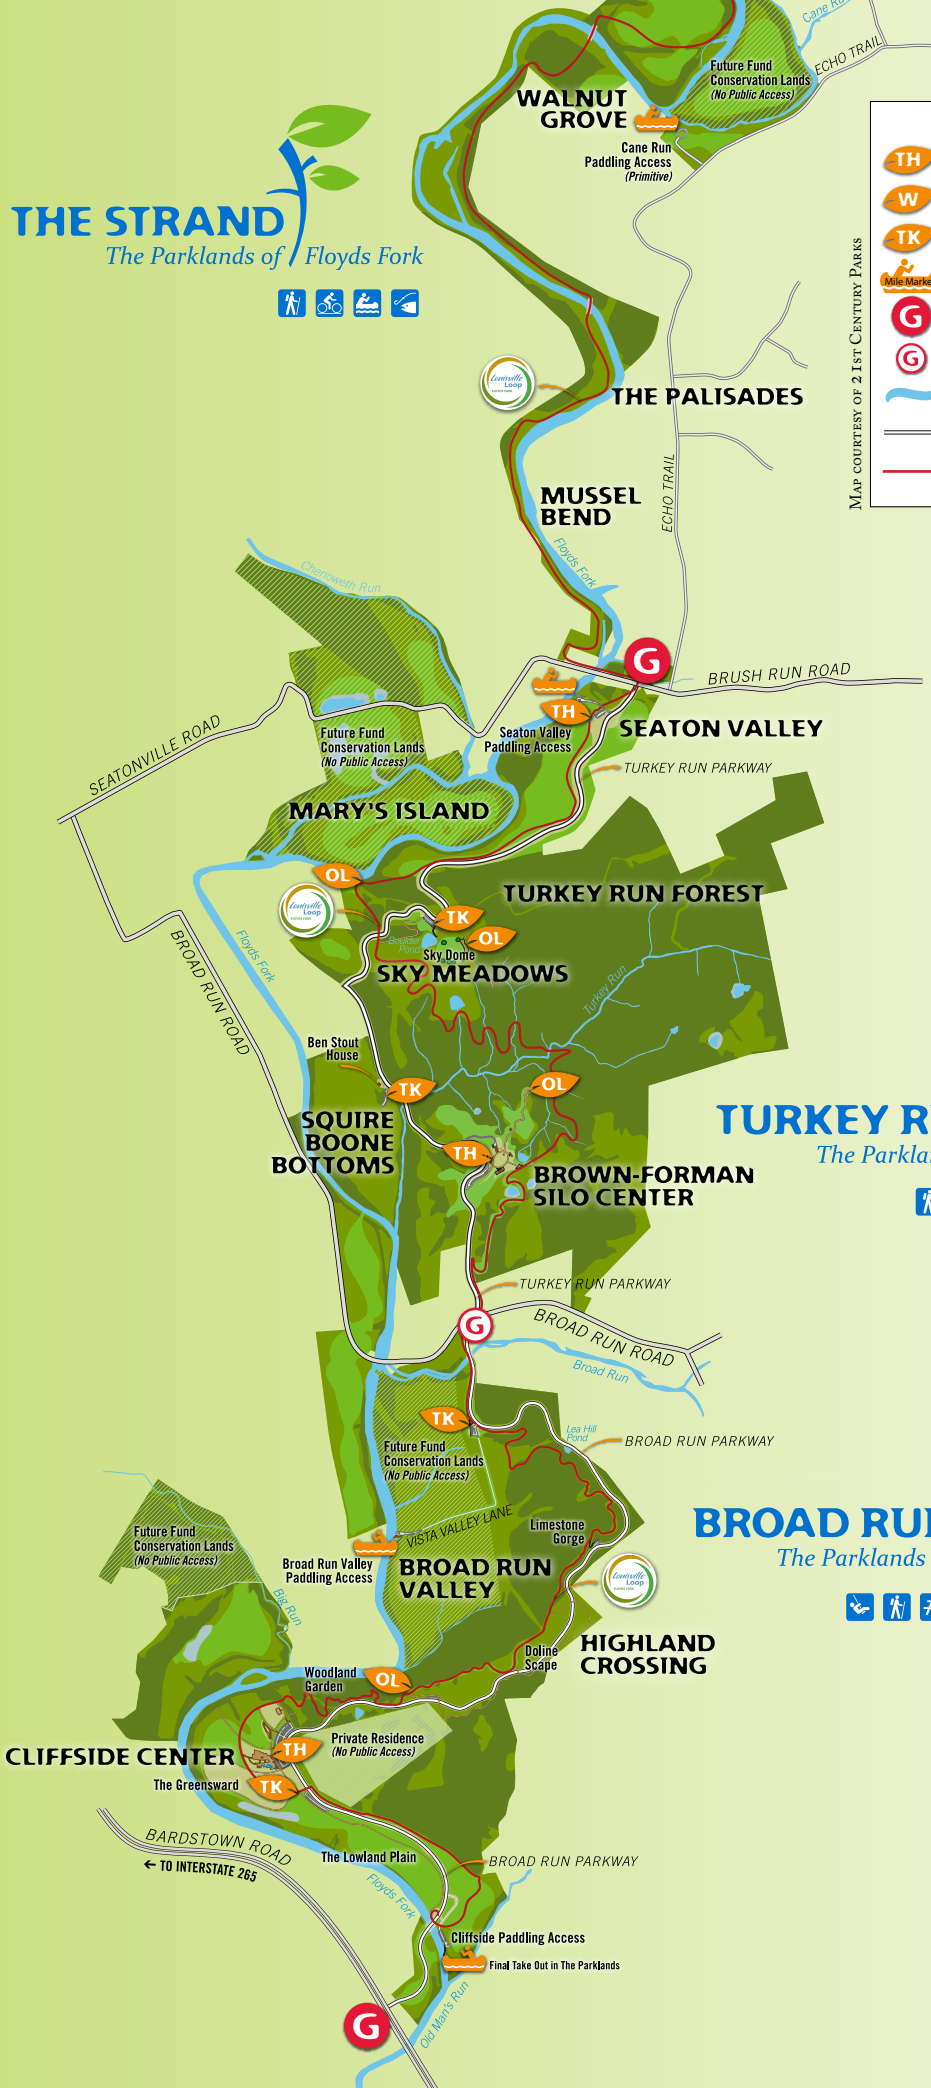 Cane Ru
ECHO TRAIL
Future Fund
Conservation Lands
(No Public Access)
WALNUT
GROVE
Cane Run
Paddling Access
(Primitive)
TH
W
TK
Mile Marke
G
G
MAP COURTESY OF 21ST CENTURY PARKS
THE STRAND
The Parklands of Floyds Fork
Louisville
Loop
THE PALISADES
ECHO TRAIL
MUSSEL
BEND
Floyds Fork
Chenoweth Run
G
BRUSH RUN ROAD
TH
Seaton Valley
Paddling Access
SEATON VALLEY
SEATONVILLE ROAD
Future Fund
Conservation Lands
(No Public Access)
TURKEY RUN PARKWAY
MARY'S ISLAND
OL
Louisville
Loop
TURKEY RUN FOREST
TK
OL
Boulder
Pond
Sky Dome
SKY MEADOWS
Floyds Fork
BROAD RUN ROAD
Turkey Run
Ben Stout
House
TK
OL
SQUIRE
BOONE
BOTTOMS
TH
BROWN-FORMAN
SILO CENTER
TURKEY R
The Parkla
TURKEY RUN PARKWAY
G
BROAD RUN ROAD
Broad Run
TK
Lea Hill
Pond
BROAD RUN PARKWAY
Future Fund
Conservation Lands
(No Public Access)
VISTA VALLEY LANE
Limestone
Gorge
BROAD RUN
The Parklands
Future Fund
Conservation Lands
(No Public Access)
Broad Run Valley
Paddling Access
BROAD RUN
VALLEY
Louisville
Loop
Big Run
HIGHLAND
CROSSING
Doline
Scape
Woodland
Garden
OL
CLIFFSIDE CENTER
TH
Private Residence
(No Public Access)
The Greensward
TK
BARDSTOWN ROAD
← TO INTERSTATE 265
The Lowland Plain
BROAD RUN PARKWAY
Floyds Fork
Cliffside Paddling Access
Final Take Out in The Parklands
Old Man's Run
G